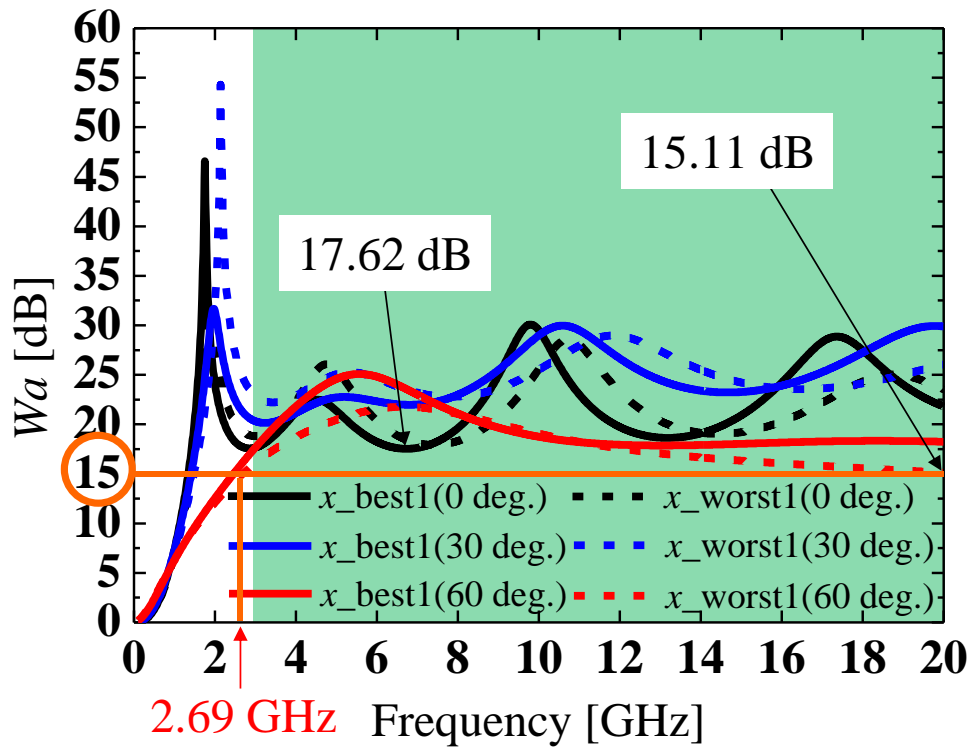 60
55
50
45
40
35
30
25
20
15
10
5
0
Wa [dB]
15.11 dB
17.62 dB
x_best1(0 deg.) x_worst1(0 deg.)
x_best1(30 deg.) x_worst1(30 deg.)
x_best1(60 deg.) x_worst1(60 deg.)
0 2 4 6 8 10 12 14 16 18 20
2.69 GHz Frequency [GHz]